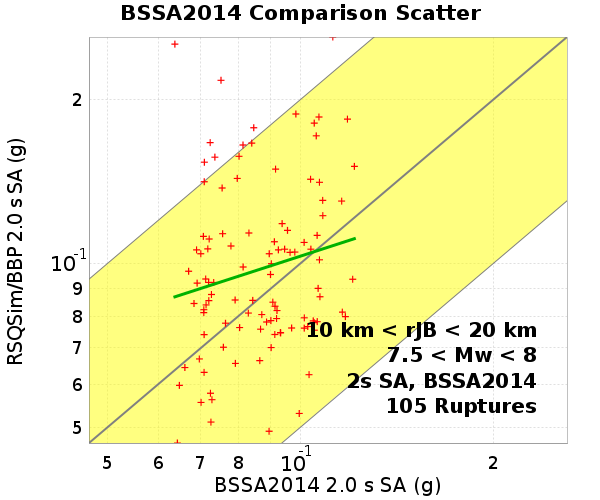 BSSA2014 Comparison Scatter
RSQSim/BBP 2.0 s SA (g)
2
10-1
9
8
7
6
5
10 km < rJB < 20 km
7.5 < Mw < 8
2s SA, BSSA2014
105 Ruptures
5 6 7 8 10-1 2
BSSA2014 2.0 s SA (g)